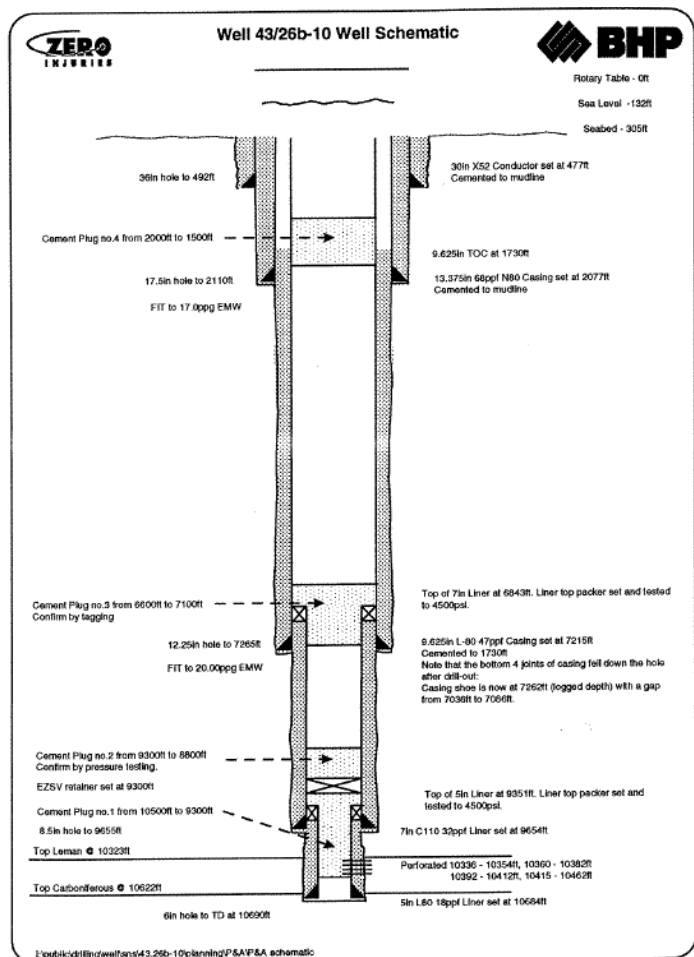 ZERO
INJURIES
Well 43/26b-10 Well Schematic
BHP
Rotary Table - 0ft
Sea Level -132ft
Seabed - 305ft
36in hole to 492ft
30in X52 Conductor set at 477ft
Cemented to mudline
Cement Plug no.4 from 2000ft to 1500ft
9.625in TOC at 1730ft
17.5in hole to 2110ft
13.375in 68ppf N80 Casing set at 2077ft
Cemented to mudline
FIT to 17.0ppg EMW
Cement Plug no.3 from 6600ft to 7100ft
Confirm by tagging
Top of 7in Liner at 6843ft. Liner top packer set and tested
to 4500psi.
12.25in hole to 7265ft
9.625in L-80 47ppf Casing set at 7215ft
Cemented to 1730ft
FIT to 20.00ppg EMW
Note that the bottom 4 joints of casing fell down the hole
after drill-out:
Casing shoe is now at 7262ft (logged depth) with a gap
from 7036ft to 7086ft.
Cement Plug no.2 from 9300ft to 8800ft
Confirm by pressure testing.
EZSV retainer set at 9300ft
Top of 5in Liner at 9351ft. Liner top packer set and
tested to 4500psi.
Cement Plug no.1 from 10500ft to 9300ft
8.5in hole to 9655ft
7in C110 32ppf Liner set at 9654ft
Top Leman @ 10323ft
Perforated 10336 - 10354ft, 10360 - 10382ft
10392 - 10412ft, 10415 - 10462ft
Top Carboniferous @ 10622ft
5in L80 18ppf Liner set at 10684ft
6in hole to TD at 10690ft
I:\public\drilling\well\sns\43.26b-10\planning\P&A\P&A schematic